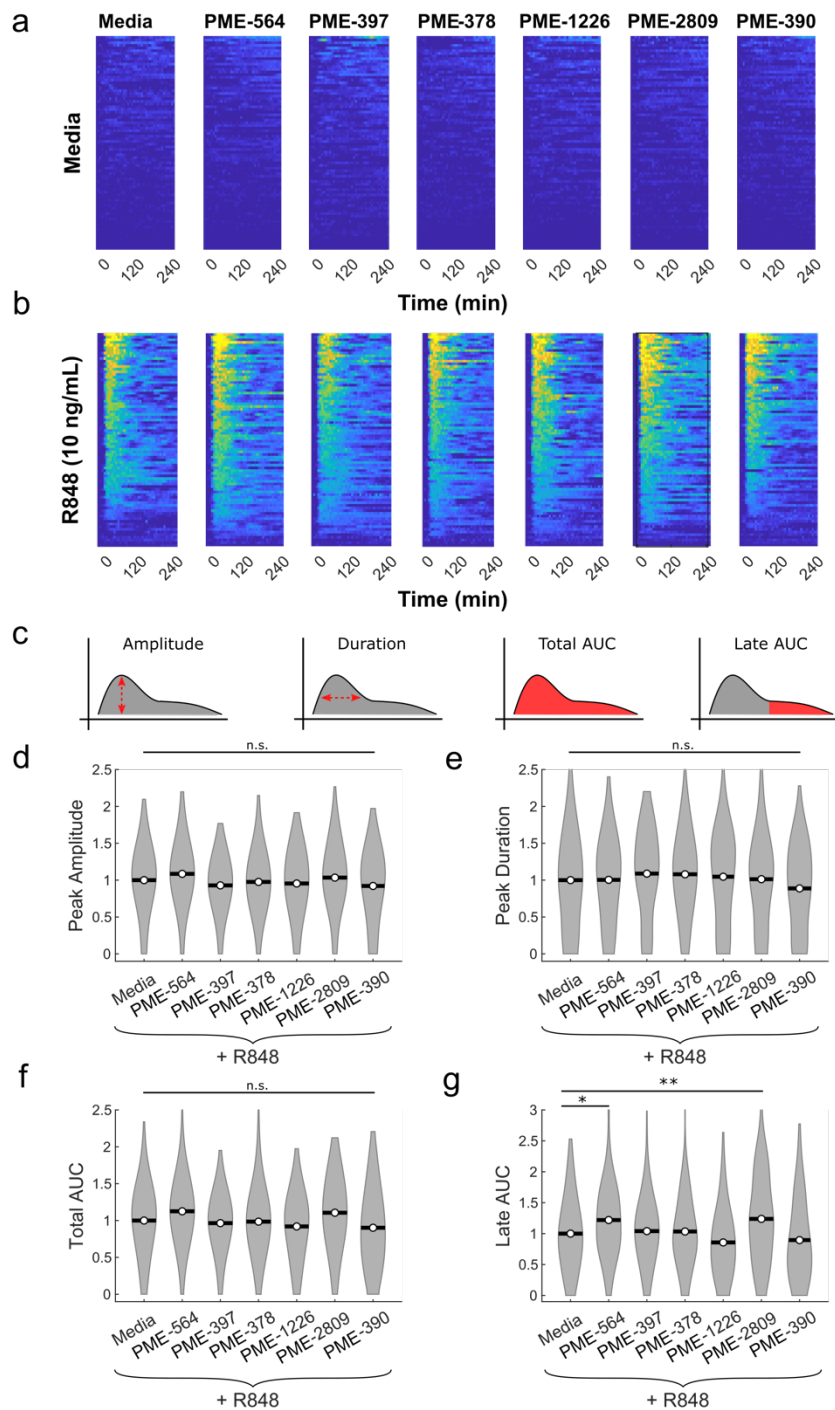 a
Media PME-564 PME-397 PME-378 PME-1226 PME-2809 PME-390
Media
0 120 240 0 120 240 0 120 240 0 120 240 0 120 240 0 120 240 0 120 240
Time (min)
b
R848 (10 ng/mL)
0 120 240 0 120 240 0 120 240 0 120 240 0 120 240 0 120 240 0 120 240
Time (min)
c
Amplitude Duration Total AUC Late AUC
d
n.s.
Peak Amplitude
2.5
2
1.5
1
0.5
0
Media PME-564 PME-397 PME-378 PME-1226 PME-2809 PME-390
+ R848
e
n.s.
Peak Duration
2.5
2
1.5
1
0.5
0
Media PME-564 PME-397 PME-378 PME-1226 PME-2809 PME-390
+ R848
f
n.s.
Total AUC
2.5
2
1.5
1
0.5
0
Media PME-564 PME-397 PME-378 PME-1226 PME-2809 PME-390
+ R848
g
**
*
Late AUC
3
2.5
2
1.5
1
0.5
0
Media PME-564 PME-397 PME-378 PME-1226 PME-2809 PME-390
+ R848